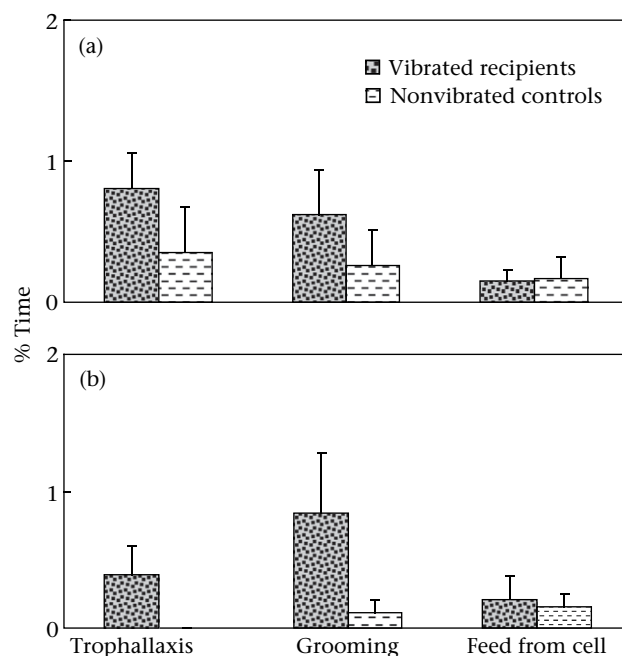 2
(a)
Vibrated recipients
Nonvibrated controls
1
0
% Time
2
(b)
1
0
Trophallaxis Grooming Feed from cell